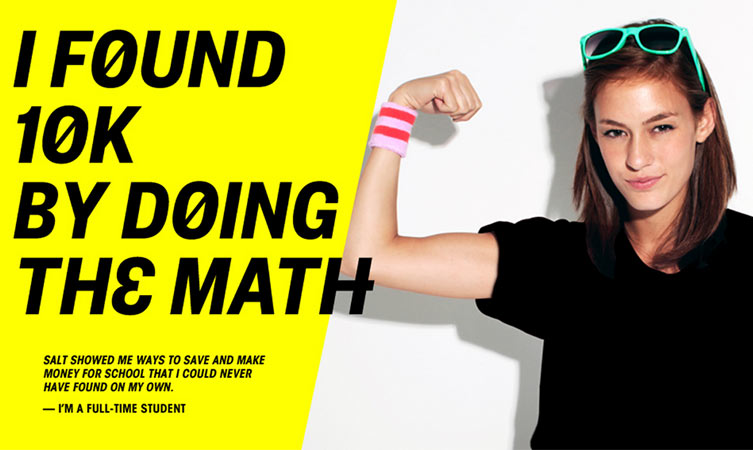 I FØUND
1ØK
BY DØING
THƐ MATH
SALT SHOWED ME WAYS TO SAVE AND MAKE
MONEY FOR SCHOOL THAT I COULD NEVER
HAVE FOUND ON MY OWN.
— I'M A FULL-TIME STUDENT